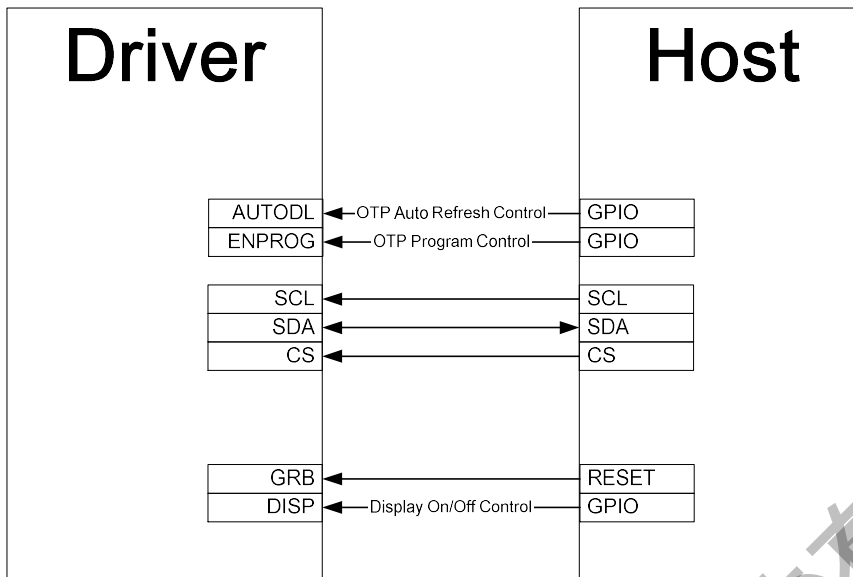 Driver Host
AUTODL OTP Auto Refresh Control GPIO
ENPROG OTP Program Control GPIO
SCL SCL
SDA SDA
CS CS
GRB RESET
DISP Display On/Off Control GPIO